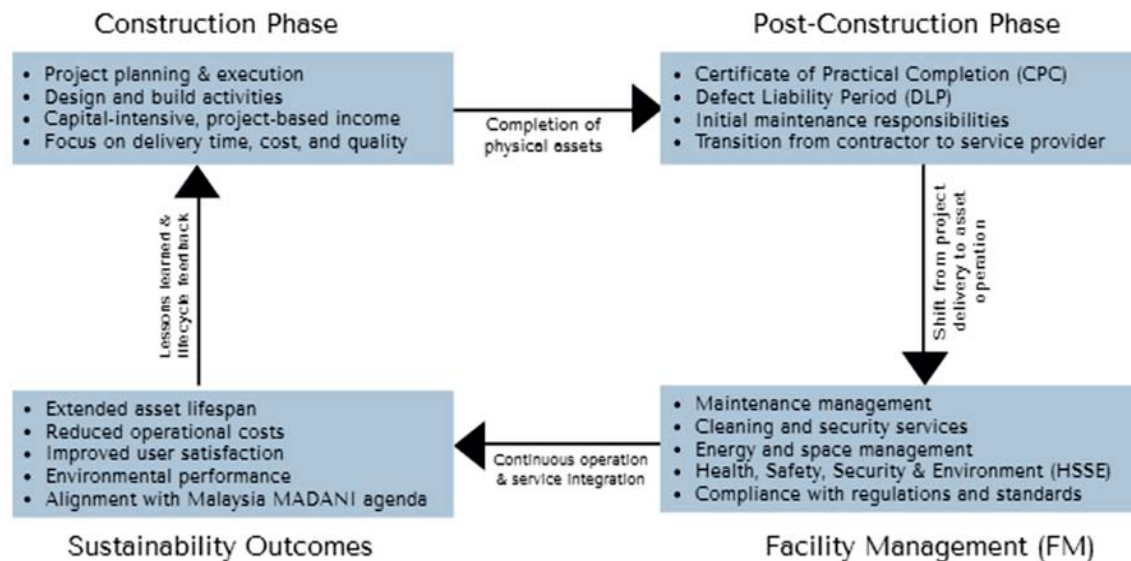 Construction Phase
• Project planning & execution
• Design and build activities
• Capital-intensive, project-based income
• Focus on delivery time, cost, and quality
Completion of
physical assets
Post-Construction Phase
• Certificate of Practical Completion (CPC)
• Defect Liability Period (DLP)
• Initial maintenance responsibilities
• Transition from contractor to service provider
Shift from project
delivery to asset
operation
• Maintenance management
• Cleaning and security services
• Energy and space management
• Health, Safety, Security & Environment (HSSE)
• Compliance with regulations and standards
Facility Management (FM)
Continuous operation
& service integration
• Extended asset lifespan
• Reduced operational costs
• Improved user satisfaction
• Environmental performance
• Alignment with Malaysia MADANI agenda
Sustainability Outcomes
Lessons learned &
lifecycle feedback